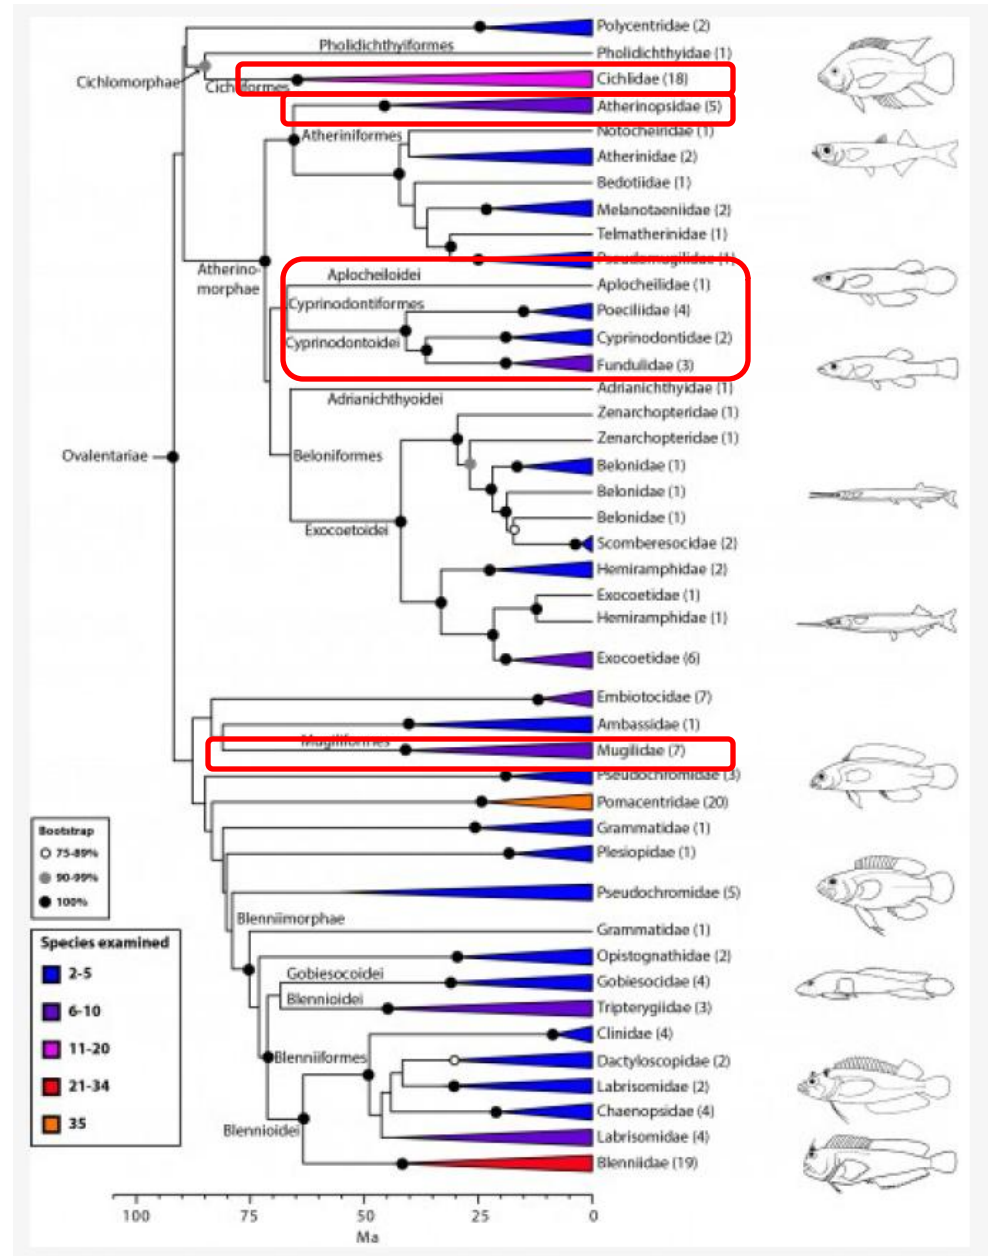 Polycentridae (2)
Pholidichthyiformes
Pholidichthyidae (1)
Cichlomorphae
Cichliformes
Cichlidae (18)
Atherinopsidae (5)
Atheriniformes
Notocheiridae (1)
Atherinidae (2)
Bedotiidae (1)
Melanotaeniidae (2)
Telmatherinidae (1)
Pseudomugilidae (1)
Atherino-
morphae
Aplocheiloidei
Aplocheilidae (1)
Cyprinodontiformes
Poeciliidae (4)
Cyprinodontoidei
Cyprinodontidae (2)
Fundulidae (3)
Adrianichthyidae (1)
Adrianichthyoidei
Zenarchopteridae (1)
Zenarchopteridae (1)
Ovalentariae
Beloniformes
Belonidae (1)
Belonidae (1)
Belonidae (1)
Exocoetoidei
Scomberesocidae (2)
Hemiramphidae (2)
Exocoetidae (1)
Hemiramphidae (1)
Exocoetidae (6)
Embiotocidae (7)
Ambassidae (1)
Mugiliformes
Mugilidae (7)
Pseudochromidae (3)
Pomacentridae (20)
Grammatidae (1)
Plesiopidae (1)
Pseudochromidae (5)
Blenniimorphae
Grammatidae (1)
Opistognathidae (2)
Gobiesocoidei
Gobiesocidae (4)
Blennioidei
Tripterygiidae (3)
Clinidae (4)
Blenniiformes
Dactyloscopidae (2)
Labrisomidae (2)
Chaenopsidae (4)
Blennioidei
Labrisomidae (4)
Blenniidae (19)
Bootstrap
75-89%
90-99%
100%
Species examined
2-5
6-10
11-20
21-34
35
100 75 50 25 0
Ma